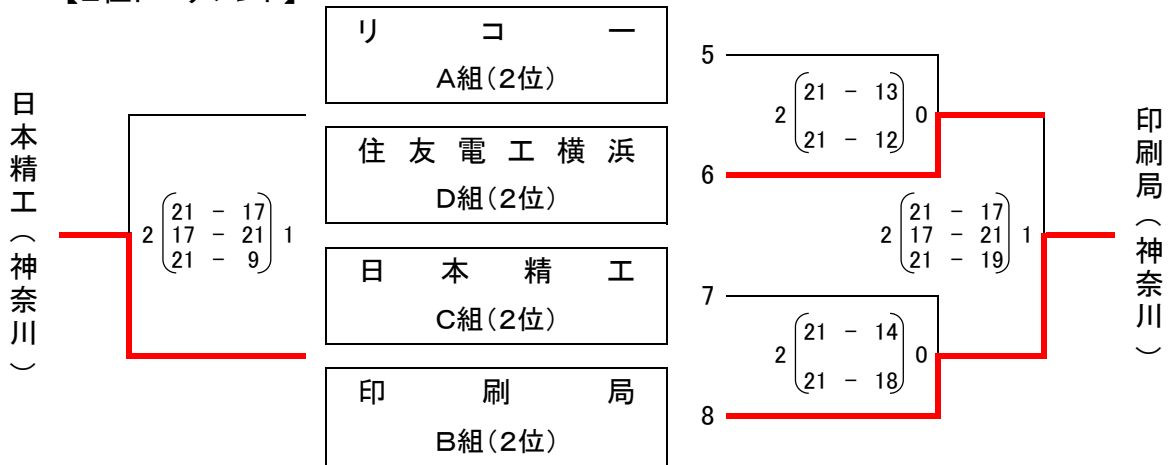 【2位トーナメント】
リコー
A組(2位)
住友電工横浜
D組(2位)
日本精工
C組(2位)
印刷局
B組(2位)
日本精工(神奈川)
2 21 - 17 1
17 - 21
21 - 9
5
6
7
8
2 21 - 13 0
21 - 12
2 21 - 17 1
17 - 21
21 - 19
2 21 - 14 0
21 - 18
印刷局(神奈川)